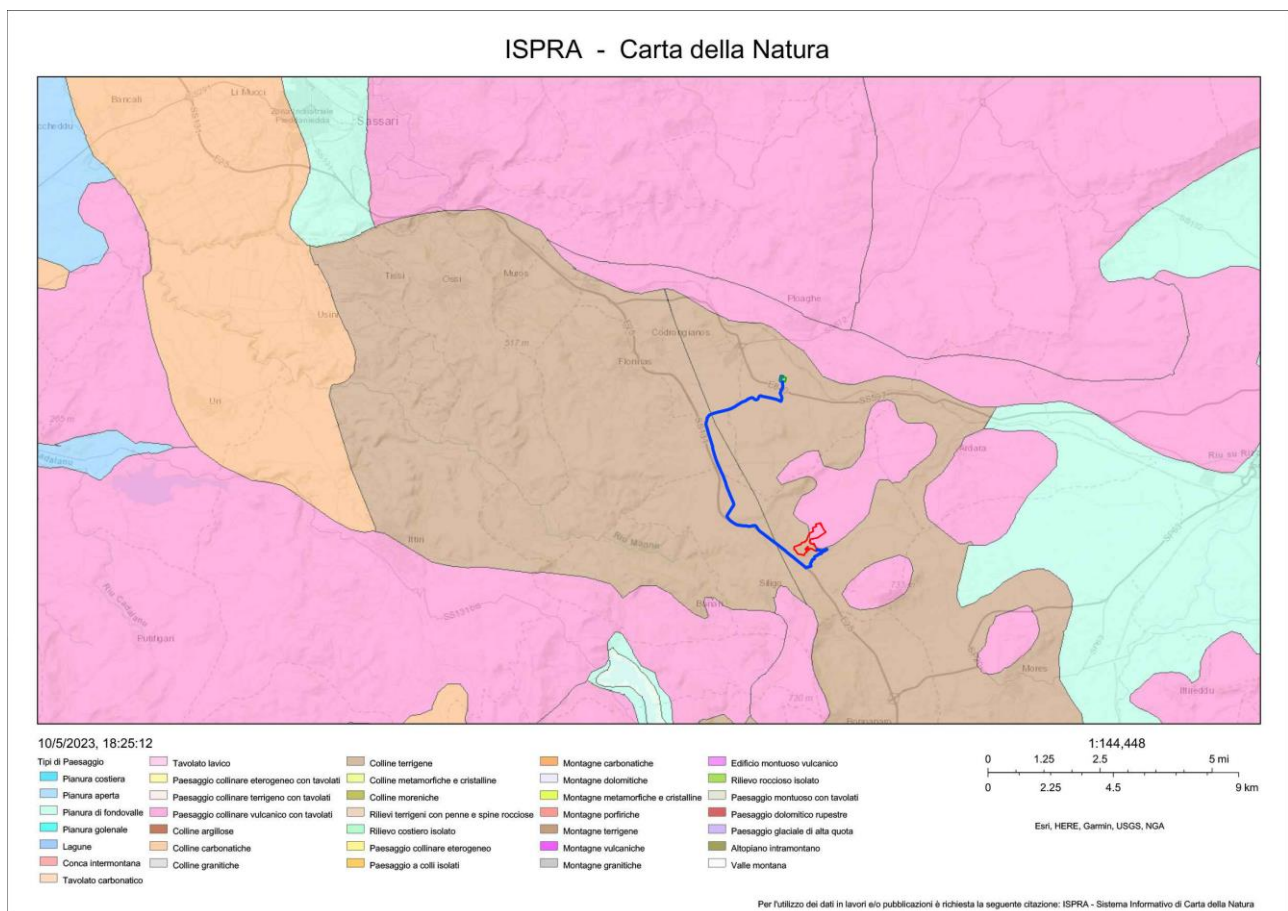 ISPRA - Carta della Natura
Bancali
Li Mucci
Zona Industriale
Predda Niedda
Sassari
Tissi
Ossi
Muros
Usini
517 m
Ploaghe
Codrongianos
Florinas
Uri
Ardara
Ittiri
Siligo
Banari
Putifigari
SS131bis
Mores
Ittireddu
Bonnanaro
10/5/2023, 18:25:12
1:144,448
Tipi di Paesaggio
Pianura costiera
Pianura aperta
Pianura di fondovalle
Pianura golenale
Lagune
Conca intermontana
Tavolato carbonatico
Tavolato lavico
Paesaggio collinare eterogeneo con tavolati
Paesaggio collinare terrigeno con tavolati
Paesaggio collinare vulcanico con tavolati
Colline argillose
Colline carbonatiche
Colline granitiche
Colline terrigene
Colline metamorfiche e cristalline
Colline moreniche
Rilievi terrigeni con penne e spine rocciose
Rilievo costiero isolato
Paesaggio collinare eterogeneo
Paesaggio a colli isolati
Montagne carbonatiche
Montagne dolomitiche
Montagne metamorfiche e cristalline
Montagne porfiriche
Montagne terrigene
Montagne vulcaniche
Montagne granitiche
Edificio montuoso vulcanico
Rilievo roccioso isolato
Paesaggio montuoso con tavolati
Paesaggio dolomitico rupestre
Paesaggio glaciale di alta quota
Altopiano intramontano
Valle montana
0 1.25 2.5 5 mi
0 2.25 4.5 9 km
Esri, HERE, Garmin, USGS, NGA
Per l'utilizzo dei dati in lavori e/o pubblicazioni è richiesta la seguente citazione: ISPRA - Sistema Informativo di Carta della Natura